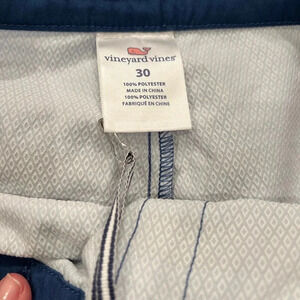 vineyard vines®
30
100% POLYESTER
MADE IN CHINA
100% POLYESTER
FABRIQUÉ EN CHINE